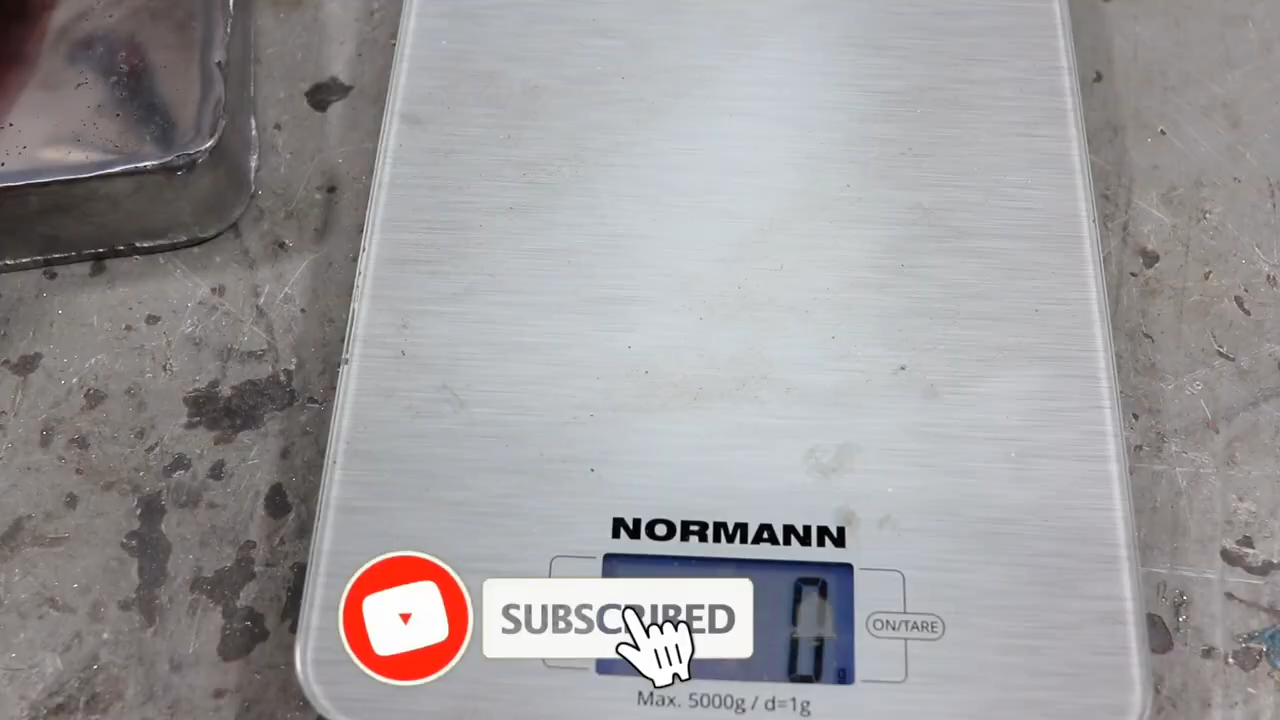 NORMANN
SUBSCRIBED
0 g
ON/TARE
Max. 5000g / d=1g